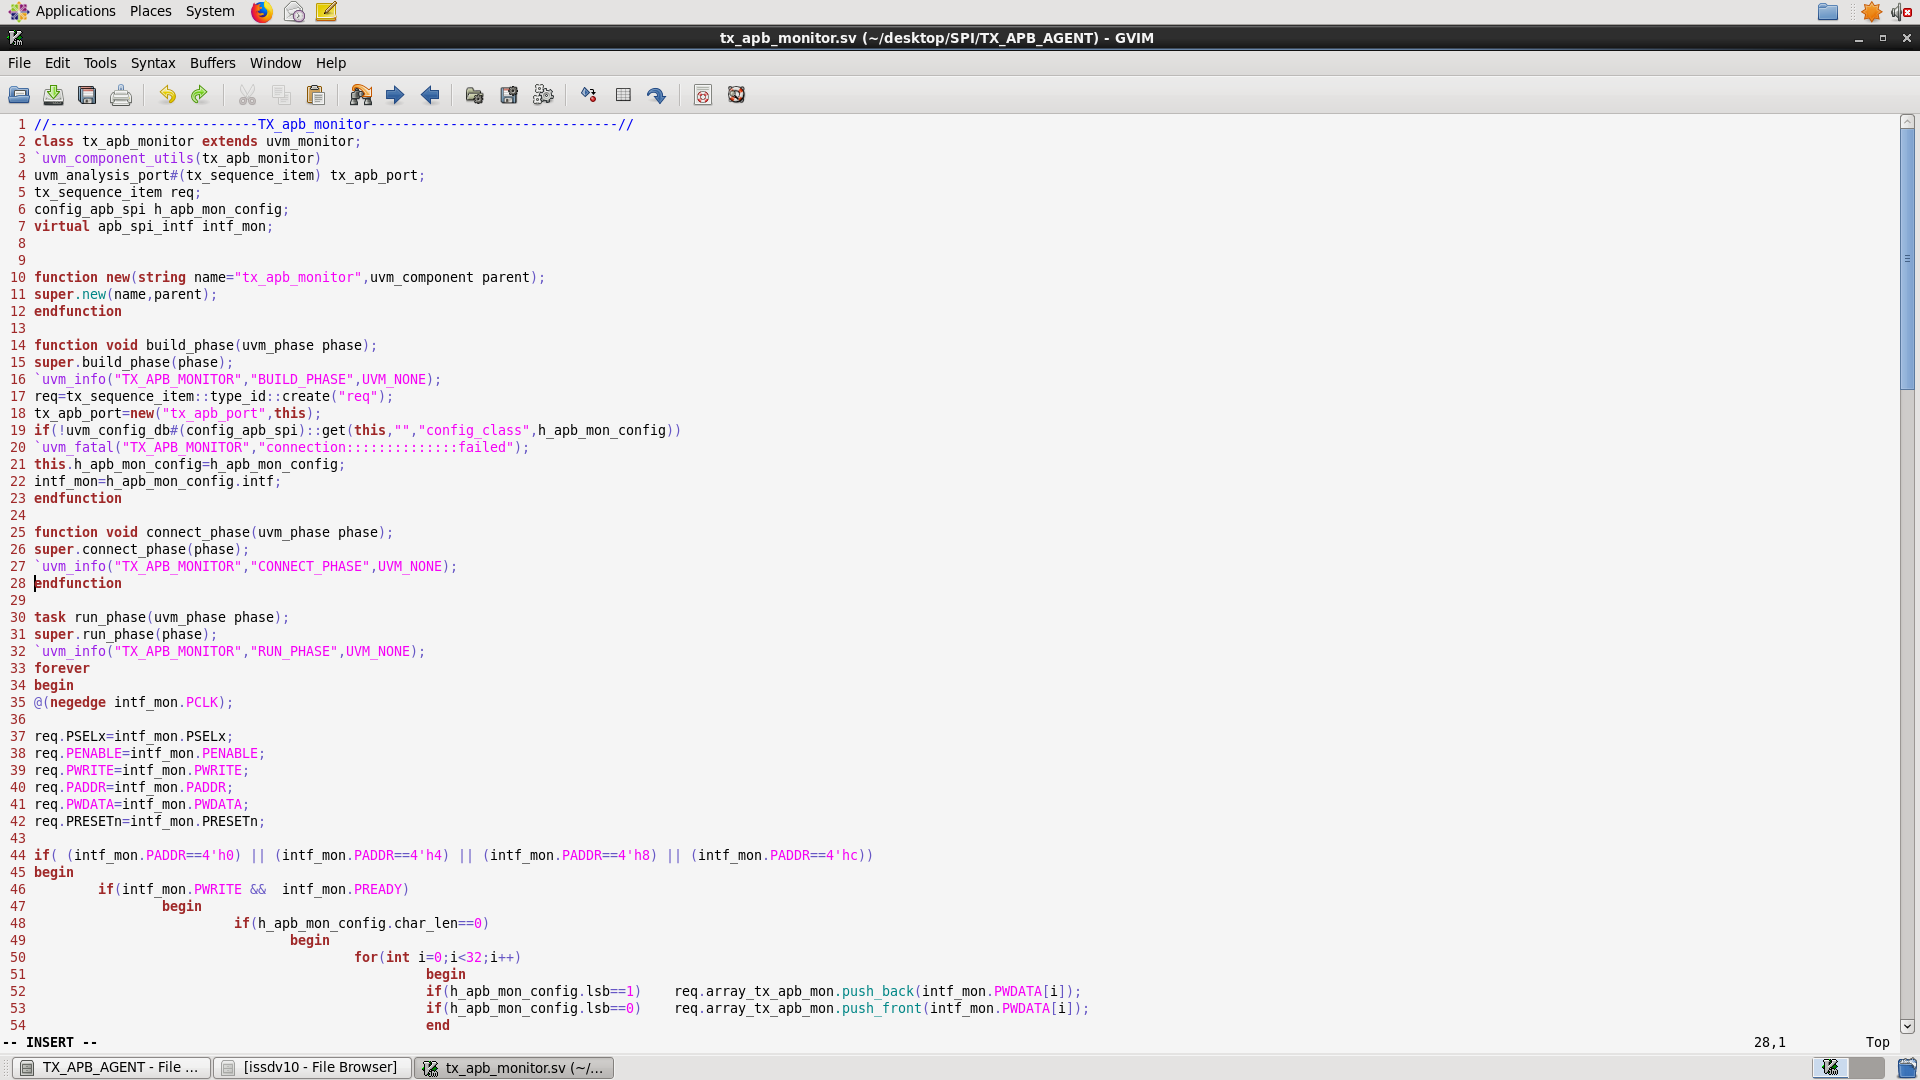 Applications Places System
tx_apb_monitor.sv (~/desktop/SPI/TX_APB_AGENT) - GVIM
File Edit Tools Syntax Buffers Window Help
1 //--------------------------TX_apb_monitor-------------------------------//
2 class tx_apb_monitor extends uvm_monitor;
3 `uvm_component_utils(tx_apb_monitor)
4 uvm_analysis_port#(tx_sequence_item) tx_apb_port;
5 tx_sequence_item req;
6 config_apb_spi h_apb_mon_config;
7 virtual apb_spi_intf intf_mon;
8
9
10 function new(string name="tx_apb_monitor",uvm_component parent);
11 super.new(name,parent);
12 endfunction
13
14 function void build_phase(uvm_phase phase);
15 super.build_phase(phase);
16 `uvm_info("TX_APB_MONITOR","BUILD_PHASE",UVM_NONE);
17 req=tx_sequence_item::type_id::create("req");
18 tx_apb_port=new("tx_apb_port",this);
19 if(!uvm_config_db#(config_apb_spi)::get(this,"","config_class",h_apb_mon_config))
20 `uvm_fatal("TX_APB_MONITOR","connection::::::::::::::failed");
21 this.h_apb_mon_config=h_apb_mon_config;
22 intf_mon=h_apb_mon_config.intf;
23 endfunction
24
25 function void connect_phase(uvm_phase phase);
26 super.connect_phase(phase);
27 `uvm_info("TX_APB_MONITOR","CONNECT_PHASE",UVM_NONE);
28 endfunction
29
30 task run_phase(uvm_phase phase);
31 super.run_phase(phase);
32 `uvm_info("TX_APB_MONITOR","RUN_PHASE",UVM_NONE);
33 forever
34 begin
35 @(negedge intf_mon.PCLK);
36
37 req.PSELx=intf_mon.PSELx;
38 req.PENABLE=intf_mon.PENABLE;
39 req.PWRITE=intf_mon.PWRITE;
40 req.PADDR=intf_mon.PADDR;
41 req.PWDATA=intf_mon.PWDATA;
42 req.PRESETn=intf_mon.PRESETn;
43
44 if( (intf_mon.PADDR==4'h0) || (intf_mon.PADDR==4'h4) || (intf_mon.PADDR==4'h8) || (intf_mon.PADDR==4'hc))
45 begin
46 if(intf_mon.PWRITE &&  intf_mon.PREADY)
47 begin
48 if(h_apb_mon_config.char_len==0)
49 begin
50 for(int i=0;i<32;i++)
51 begin
52 if(h_apb_mon_config.lsb==1)    req.array_tx_apb_mon.push_back(intf_mon.PWDATA[i]);
53 if(h_apb_mon_config.lsb==0)    req.array_tx_apb_mon.push_front(intf_mon.PWDATA[i]);
54 end
-- INSERT -- 28,1 Top
TX_APB_AGENT - File ... [issdv10 - File Browser] tx_apb_monitor.sv (~/...